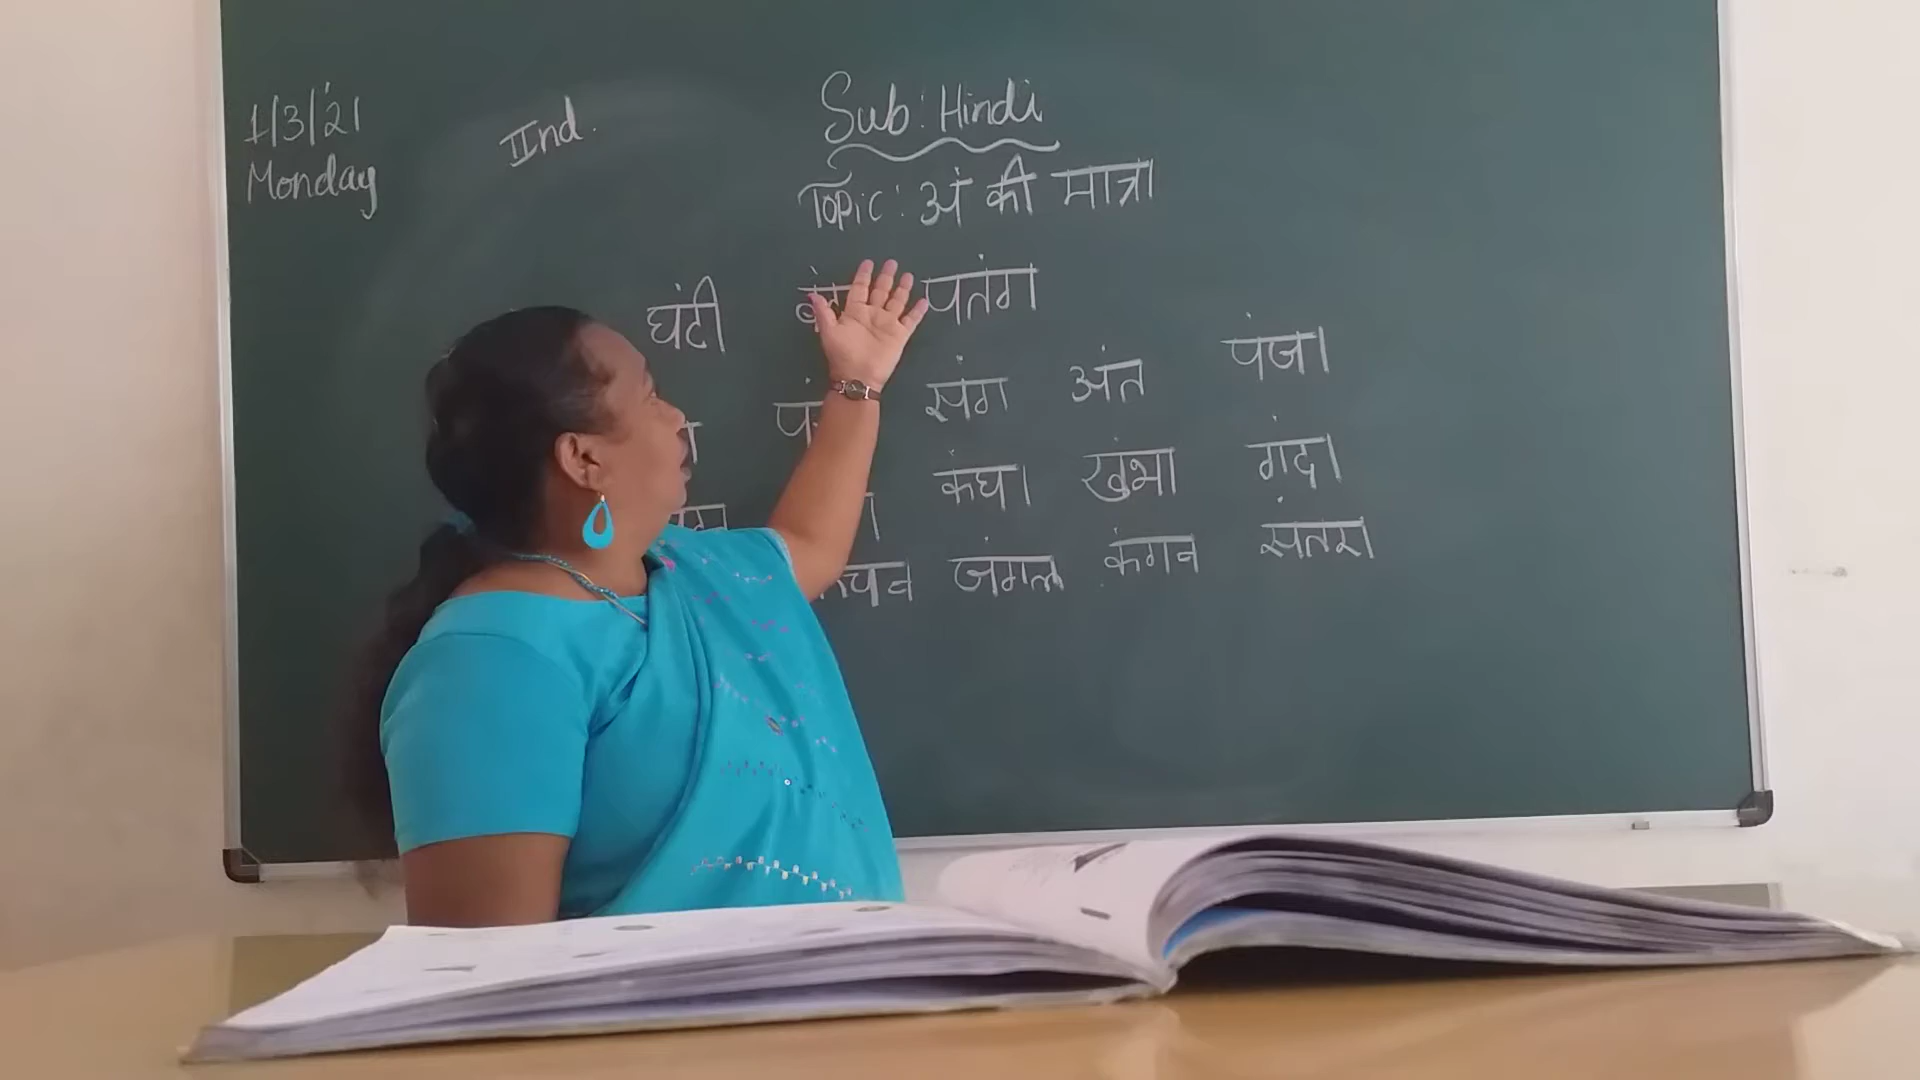 1/3/'21
Monday
IInd.
Sub: Hindi
Topic: अं की मात्रा
घंटी पतंग
संग अंत पंजा
कंघा खंभा गंदा
जंगल कंगन संतरा